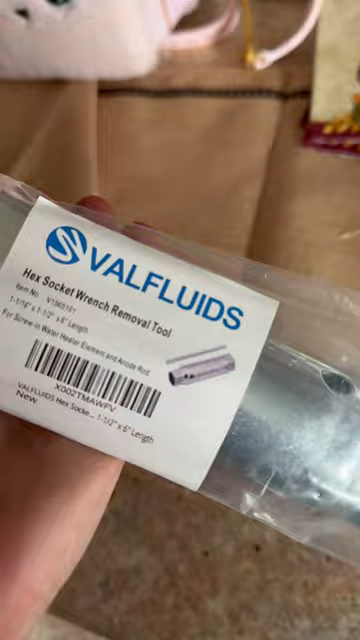 VALFLUIDS
Hex Socket Wrench Removal Tool
Item No. V1965101
1-1/16" x 1-1/2" x 6" Length
For Screw-in Water Heater Element and Anode Rod
X002TMAWFV
VALFLUIDS Hex Socke... 1-1/2" x 6" Length
New